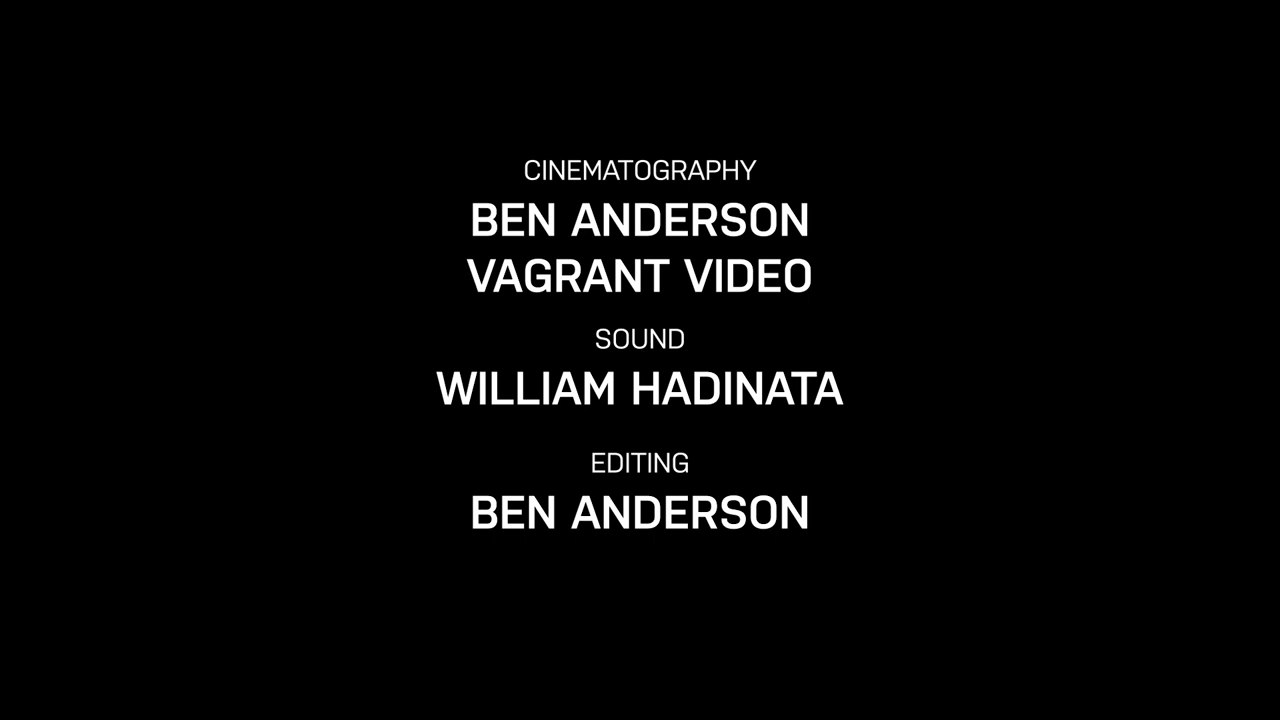 CINEMATOGRAPHY
BEN ANDERSON
VAGRANT VIDEO
SOUND
WILLIAM HADINATA
EDITING
BEN ANDERSON